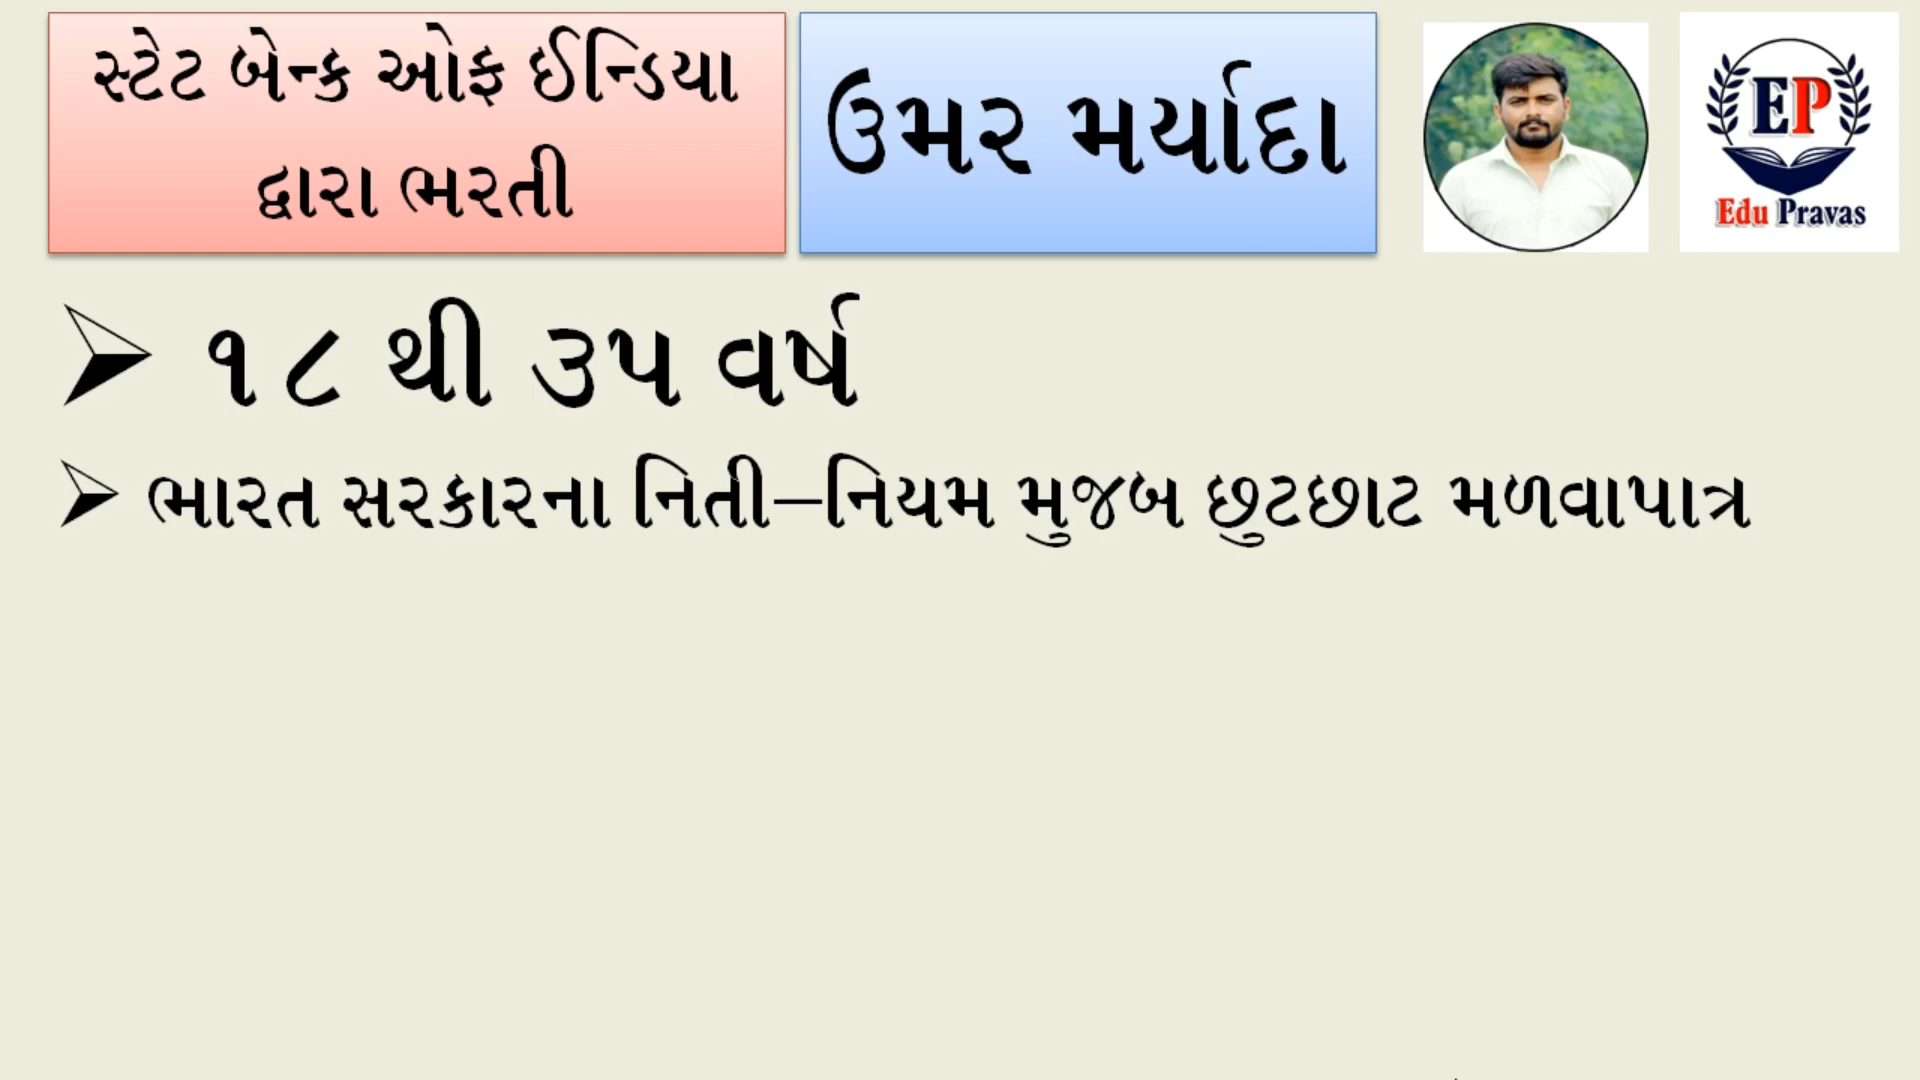 સ્ટેટ બેન્ક ઓફ ઈન્ડિયા
દ્વારા ભરતી
ઉમર મર્યાદા
EP
Edu Pravas
➢ ૧૮ થી ૩૫ વર્ષ
➢ ભારત સરકારના નિતી–નિયમ મુજબ છુટછાટ મળવાપાત્ર